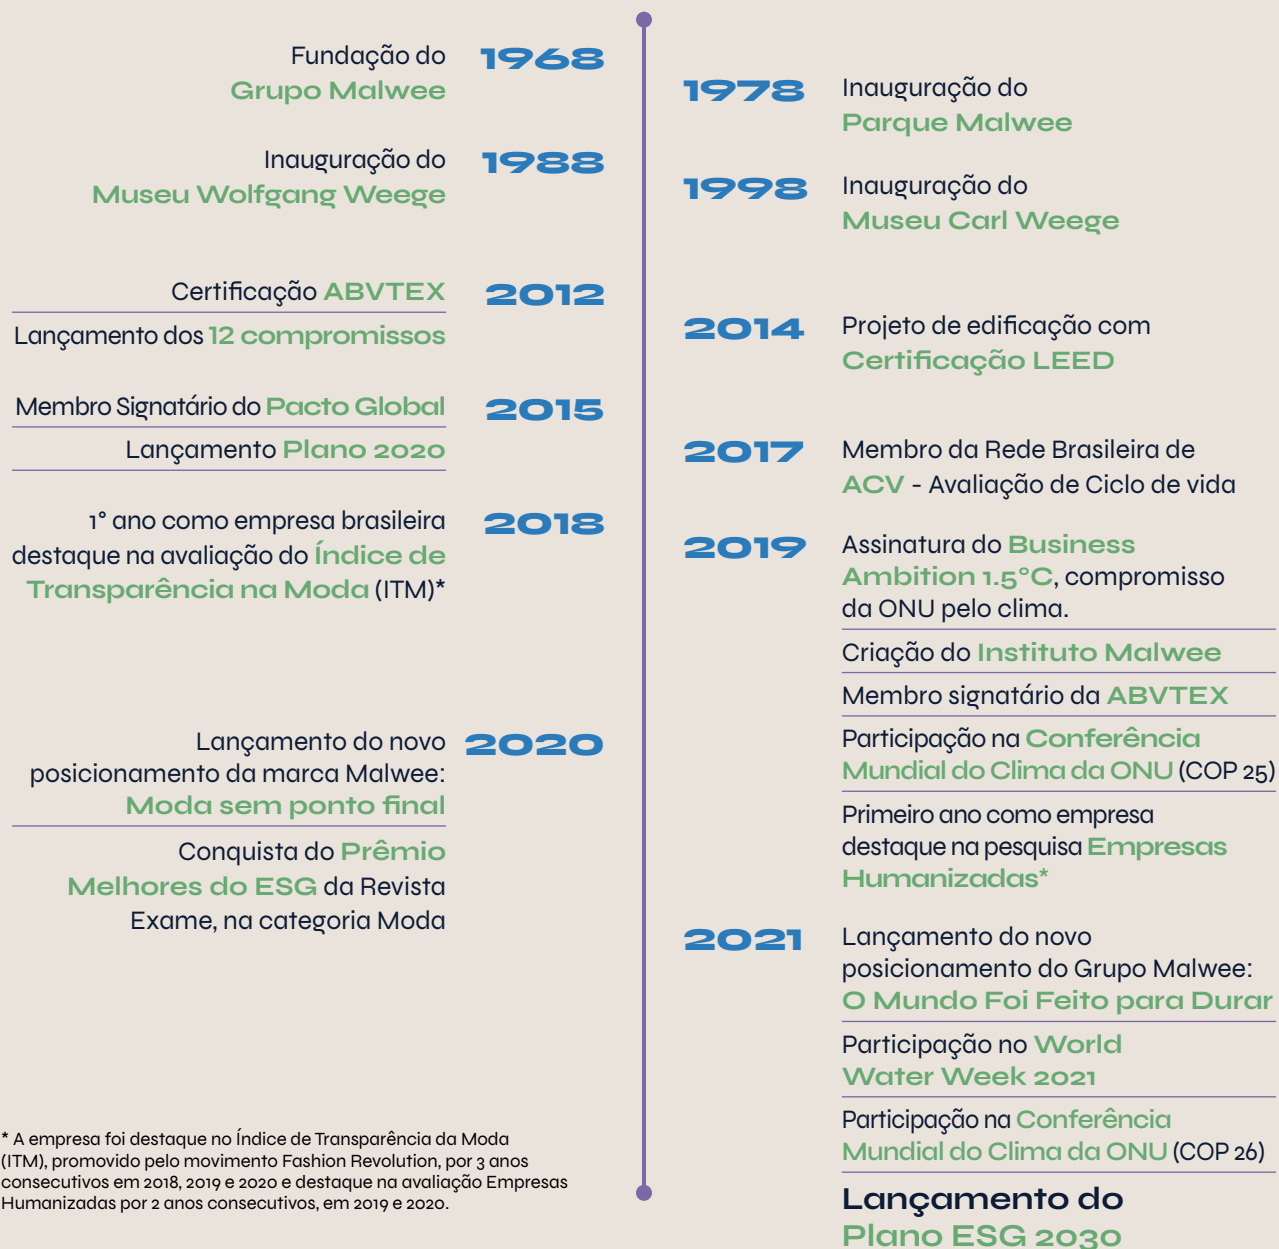 1968
Fundação do
Grupo Malwee
1978
Inauguração do
Parque Malwee
1988
Inauguração do
Museu Wolfgang Weege
1998
Inauguração do
Museu Carl Weege
2012
Certificação ABVTEX
Lançamento dos 12 compromissos
2014
Projeto de edificação com
Certificação LEED
2015
Membro Signatário do Pacto Global
Lançamento Plano 2020
2017
Membro da Rede Brasileira de
ACV - Avaliação de Ciclo de vida
2018
1° ano como empresa brasileira
destaque na avaliação do Índice de
Transparência na Moda (ITM)*
2019
Assinatura do Business
Ambition 1.5°C, compromisso
da ONU pelo clima.
Criação do Instituto Malwee
Membro signatário da ABVTEX
Participação na Conferência
Mundial do Clima da ONU (COP 25)
Primeiro ano como empresa
destaque na pesquisa Empresas
Humanizadas*
2020
Lançamento do novo
posicionamento da marca Malwee:
Moda sem ponto final
Conquista do Prêmio
Melhores do ESG da Revista
Exame, na categoria Moda
2021
Lançamento do novo
posicionamento do Grupo Malwee:
O Mundo Foi Feito para Durar
Participação no World
Water Week 2021
Participação na Conferência
Mundial do Clima da ONU (COP 26)
Lançamento do
Plano ESG 2030
* A empresa foi destaque no Índice de Transparência da Moda
(ITM), promovido pelo movimento Fashion Revolution, por 3 anos
consecutivos em 2018, 2019 e 2020 e destaque na avaliação Empresas
Humanizadas por 2 anos consecutivos, em 2019 e 2020.